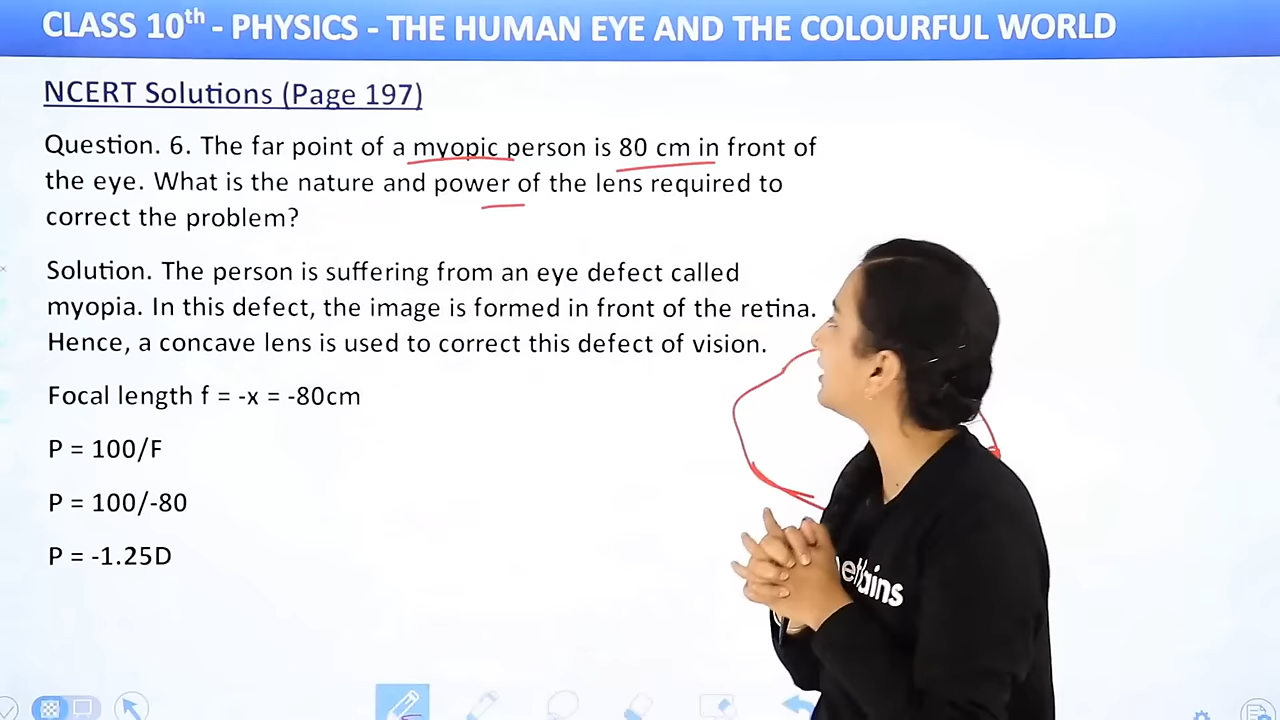 CLASS 10th - PHYSICS - THE HUMAN EYE AND THE COLOURFUL WORLD
NCERT Solutions (Page 197)
Question. 6. The far point of a myopic person is 80 cm in front of
the eye. What is the nature and power of the lens required to
correct the problem?
Solution. The person is suffering from an eye defect called
myopia. In this defect, the image is formed in front of the retina.
Hence, a concave lens is used to correct this defect of vision.
Focal length f = -x = -80cm
P = 100/F
P = 100/-80
P = -1.25D